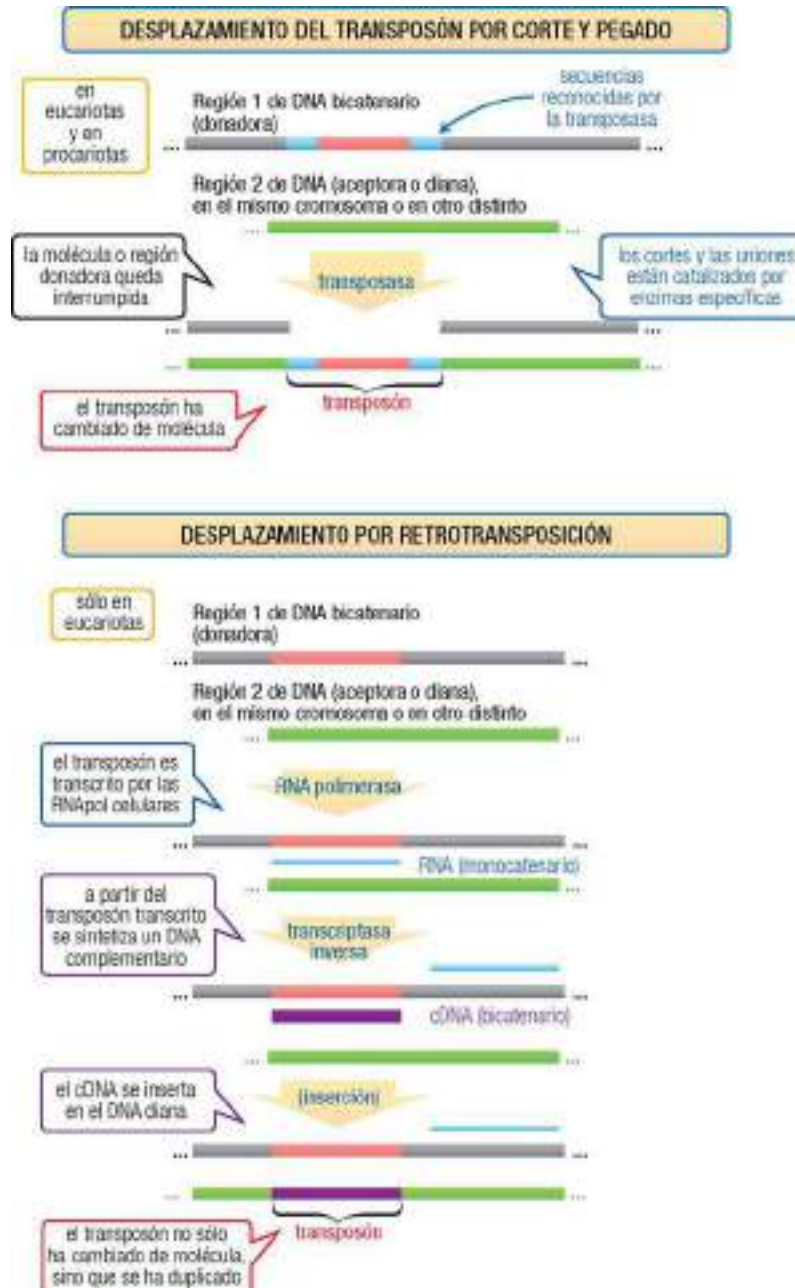 DESPLAZAMIENTO DEL TRANSPOSÓN POR CORTE Y PEGADO
en
eucariotas
y en
procariotas
Región 1 de DNA bicatenario
(donadora)
secuencias
reconocidas por
la transposasa
... ...
Región 2 de DNA (aceptora o diana),
en el mismo cromosoma o en otro distinto
... ...
la molécula o región
donadora queda
interrumpida
transposasa
los cortes y las uniones
están catalizados por
enzimas específicas
... ...
... ...
el transposón ha
cambiado de molécula
transposón
DESPLAZAMIENTO POR RETROTRANSPOSICIÓN
sólo en
eucariotas
Región 1 de DNA bicatenario
(donadora)
... ...
Región 2 de DNA (aceptora o diana),
en el mismo cromosoma o en otro distinto
... ...
el transposón es
transcrito por las
RNApol celulares
RNA polimerasa
... ...
RNA (monocatenario)
... ...
a partir del
transposón transcrito
se sintetiza un DNA
complementario
transcriptasa
inversa
... ...
cDNA (bicatenario)
... ...
el cDNA se inserta
en el DNA diana
(inserción)
... ...
... ...
transposón
el transposón no sólo
ha cambiado de molécula,
sino que se ha duplicado